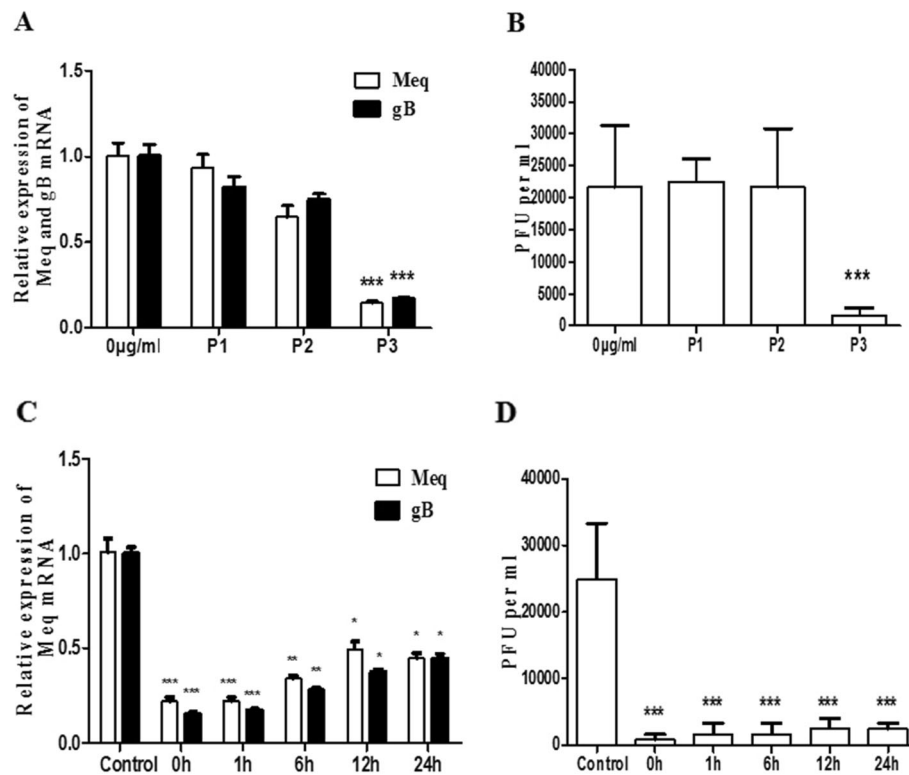 A
Relative expression of
Meq and gB mRNA
1.5
1.0
0.5
0.0
Meq
gB
*** ***
0µg/ml P1 P2 P3
B
PFU per ml
40000
35000
30000
25000
20000
15000
10000
5000
0
***
0µg/ml P1 P2 P3
C
Relative expression of
Meq mRNA
1.5
1.0
0.5
0.0
Meq
gB
*** *** *** *** ** ** * * * *
Control 0h 1h 6h 12h 24h
D
PFU per ml
40000
30000
20000
10000
0
*** *** *** *** ***
Control 0h 1h 6h 12h 24h